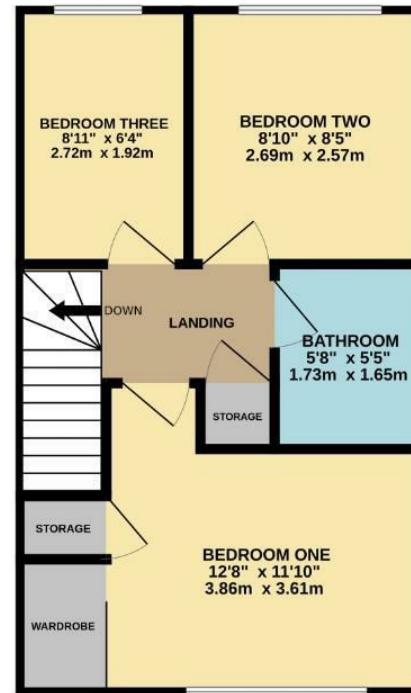 BEDROOM THREE
8'11" x 6'4"
2.72m x 1.92m
BEDROOM TWO
8'10" x 8'5"
2.69m x 2.57m
DOWN
LANDING
BATHROOM
5'8" x 5'5"
1.73m x 1.65m
STORAGE
STORAGE
BEDROOM ONE
12'8" x 11'10"
3.86m x 3.61m
WARDROBE